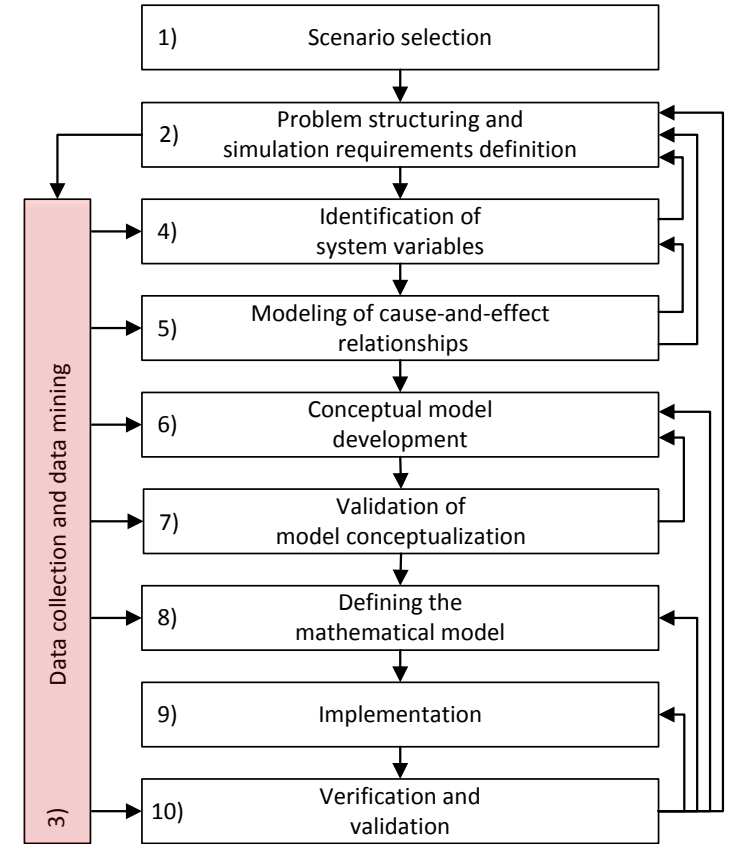 1) Scenario selection
2) Problem structuring and
simulation requirements definition
3) Data collection and data mining
4) Identification of
system variables
5) Modeling of cause-and-effect
relationships
6) Conceptual model
development
7) Validation of
model conceptualization
8) Defining the
mathematical model
9) Implementation
10) Verification and
validation